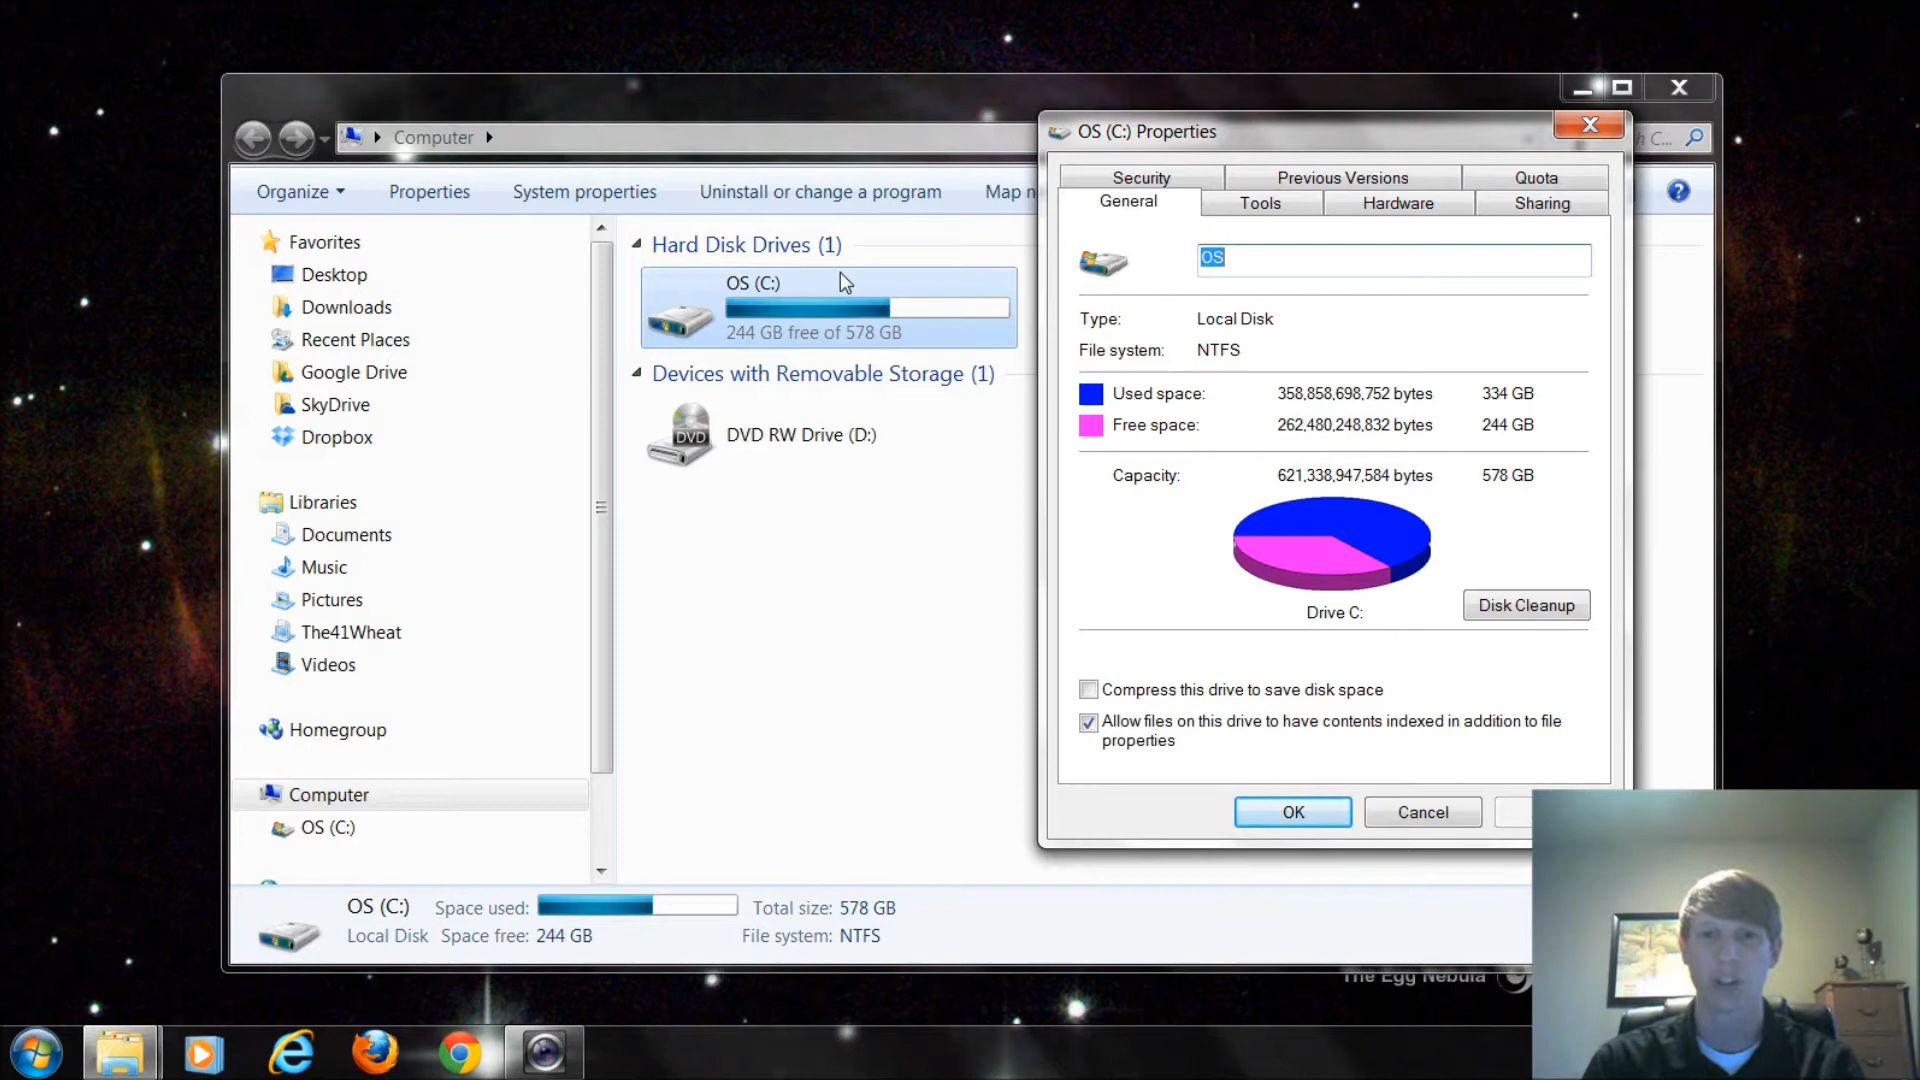 Computer
h C...
Organize
Properties
System properties
Uninstall or change a program
Map n
Favorites
Desktop
Downloads
Recent Places
Google Drive
SkyDrive
Dropbox
Libraries
Documents
Music
Pictures
The41Wheat
Videos
Homegroup
Computer
OS (C:)
Hard Disk Drives (1)
OS (C:)
244 GB free of 578 GB
Devices with Removable Storage (1)
DVD
DVD RW Drive (D:)
OS (C:) Space used: Total size: 578 GB
Local Disk Space free: 244 GB File system: NTFS
OS (C:) Properties
X
Security Previous Versions Quota
General Tools Hardware Sharing
OS
Type: Local Disk
File system: NTFS
Used space: 358,858,698,752 bytes 334 GB
Free space: 262,480,248,832 bytes 244 GB
Capacity: 621,338,947,584 bytes 578 GB
Drive C:
Disk Cleanup
Compress this drive to save disk space
Allow files on this drive to have contents indexed in addition to file
properties
OK Cancel
The Egg Nebula